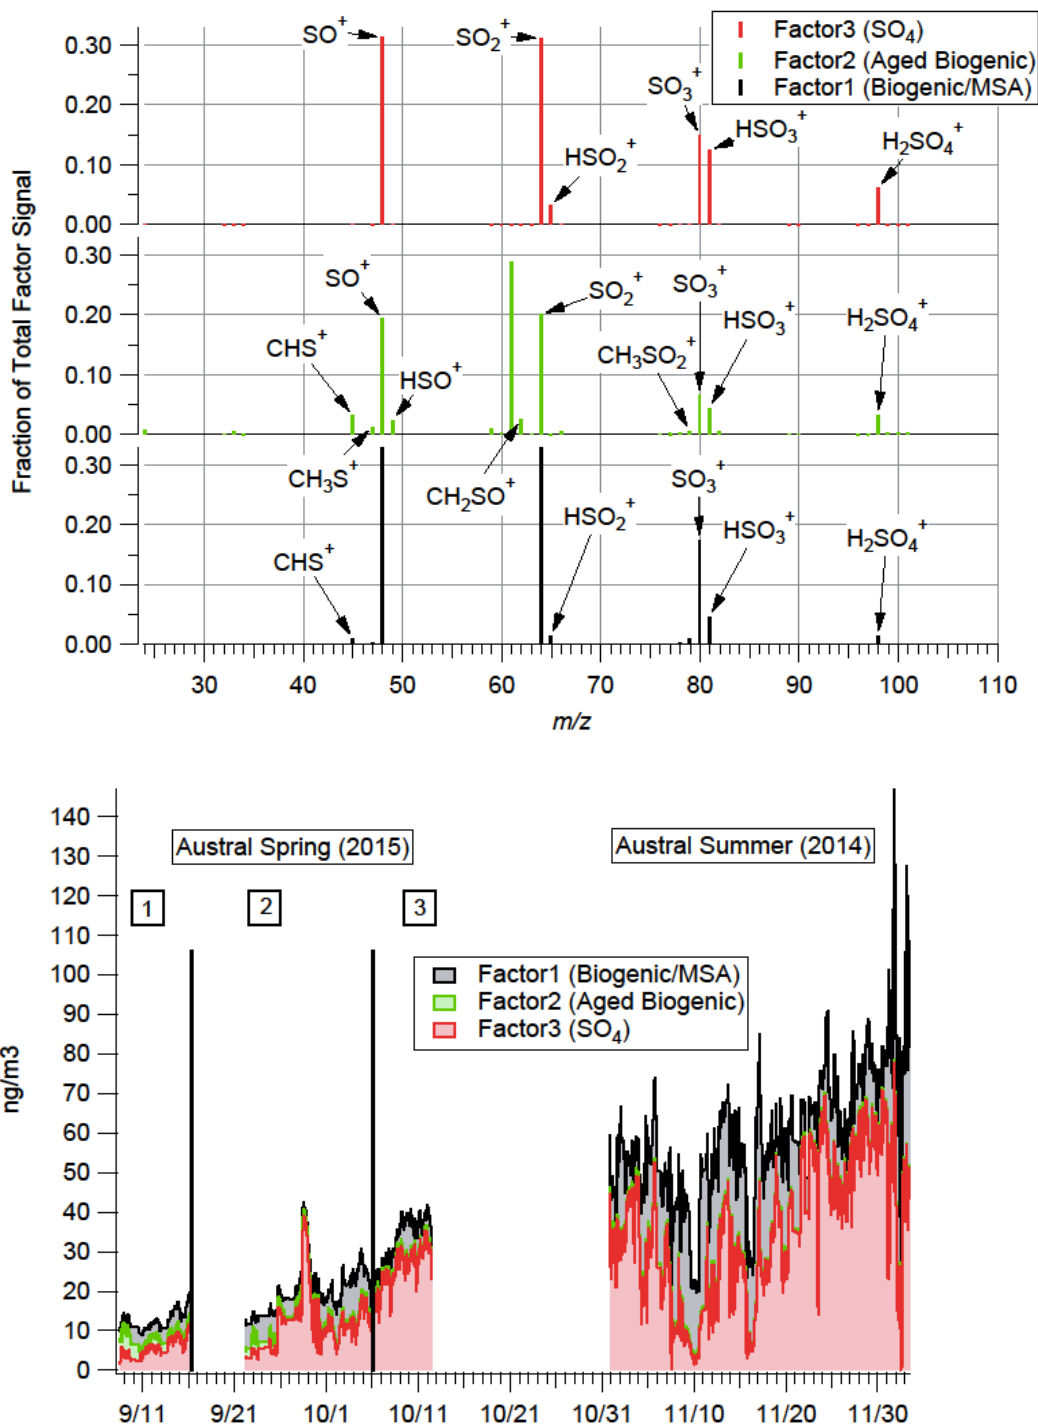 Factor3 (SO4)
Factor2 (Aged Biogenic)
Factor1 (Biogenic/MSA)
Fraction of Total Factor Signal
0.30
0.20
0.10
0.00
SO+
SO2+
HSO2+
SO3+
HSO3+
H2SO4+
0.30
0.20
0.10
0.00
CHS+
SO+
HSO+
CH3S+
CH2SO+
SO2+
CH3SO2+
SO3+
HSO3+
H2SO4+
0.30
0.20
0.10
0.00
CHS+
HSO2+
SO3+
HSO3+
H2SO4+
30 40 50 60 70 80 90 100 110
m/z
ng/m3
140
130
120
110
100
90
80
70
60
50
40
30
20
10
0
Austral Spring (2015)
Austral Summer (2014)
1 2 3
Factor1 (Biogenic/MSA)
Factor2 (Aged Biogenic)
Factor3 (SO4)
9/11 9/21 10/1 10/11 10/21 10/31 11/10 11/20 11/30